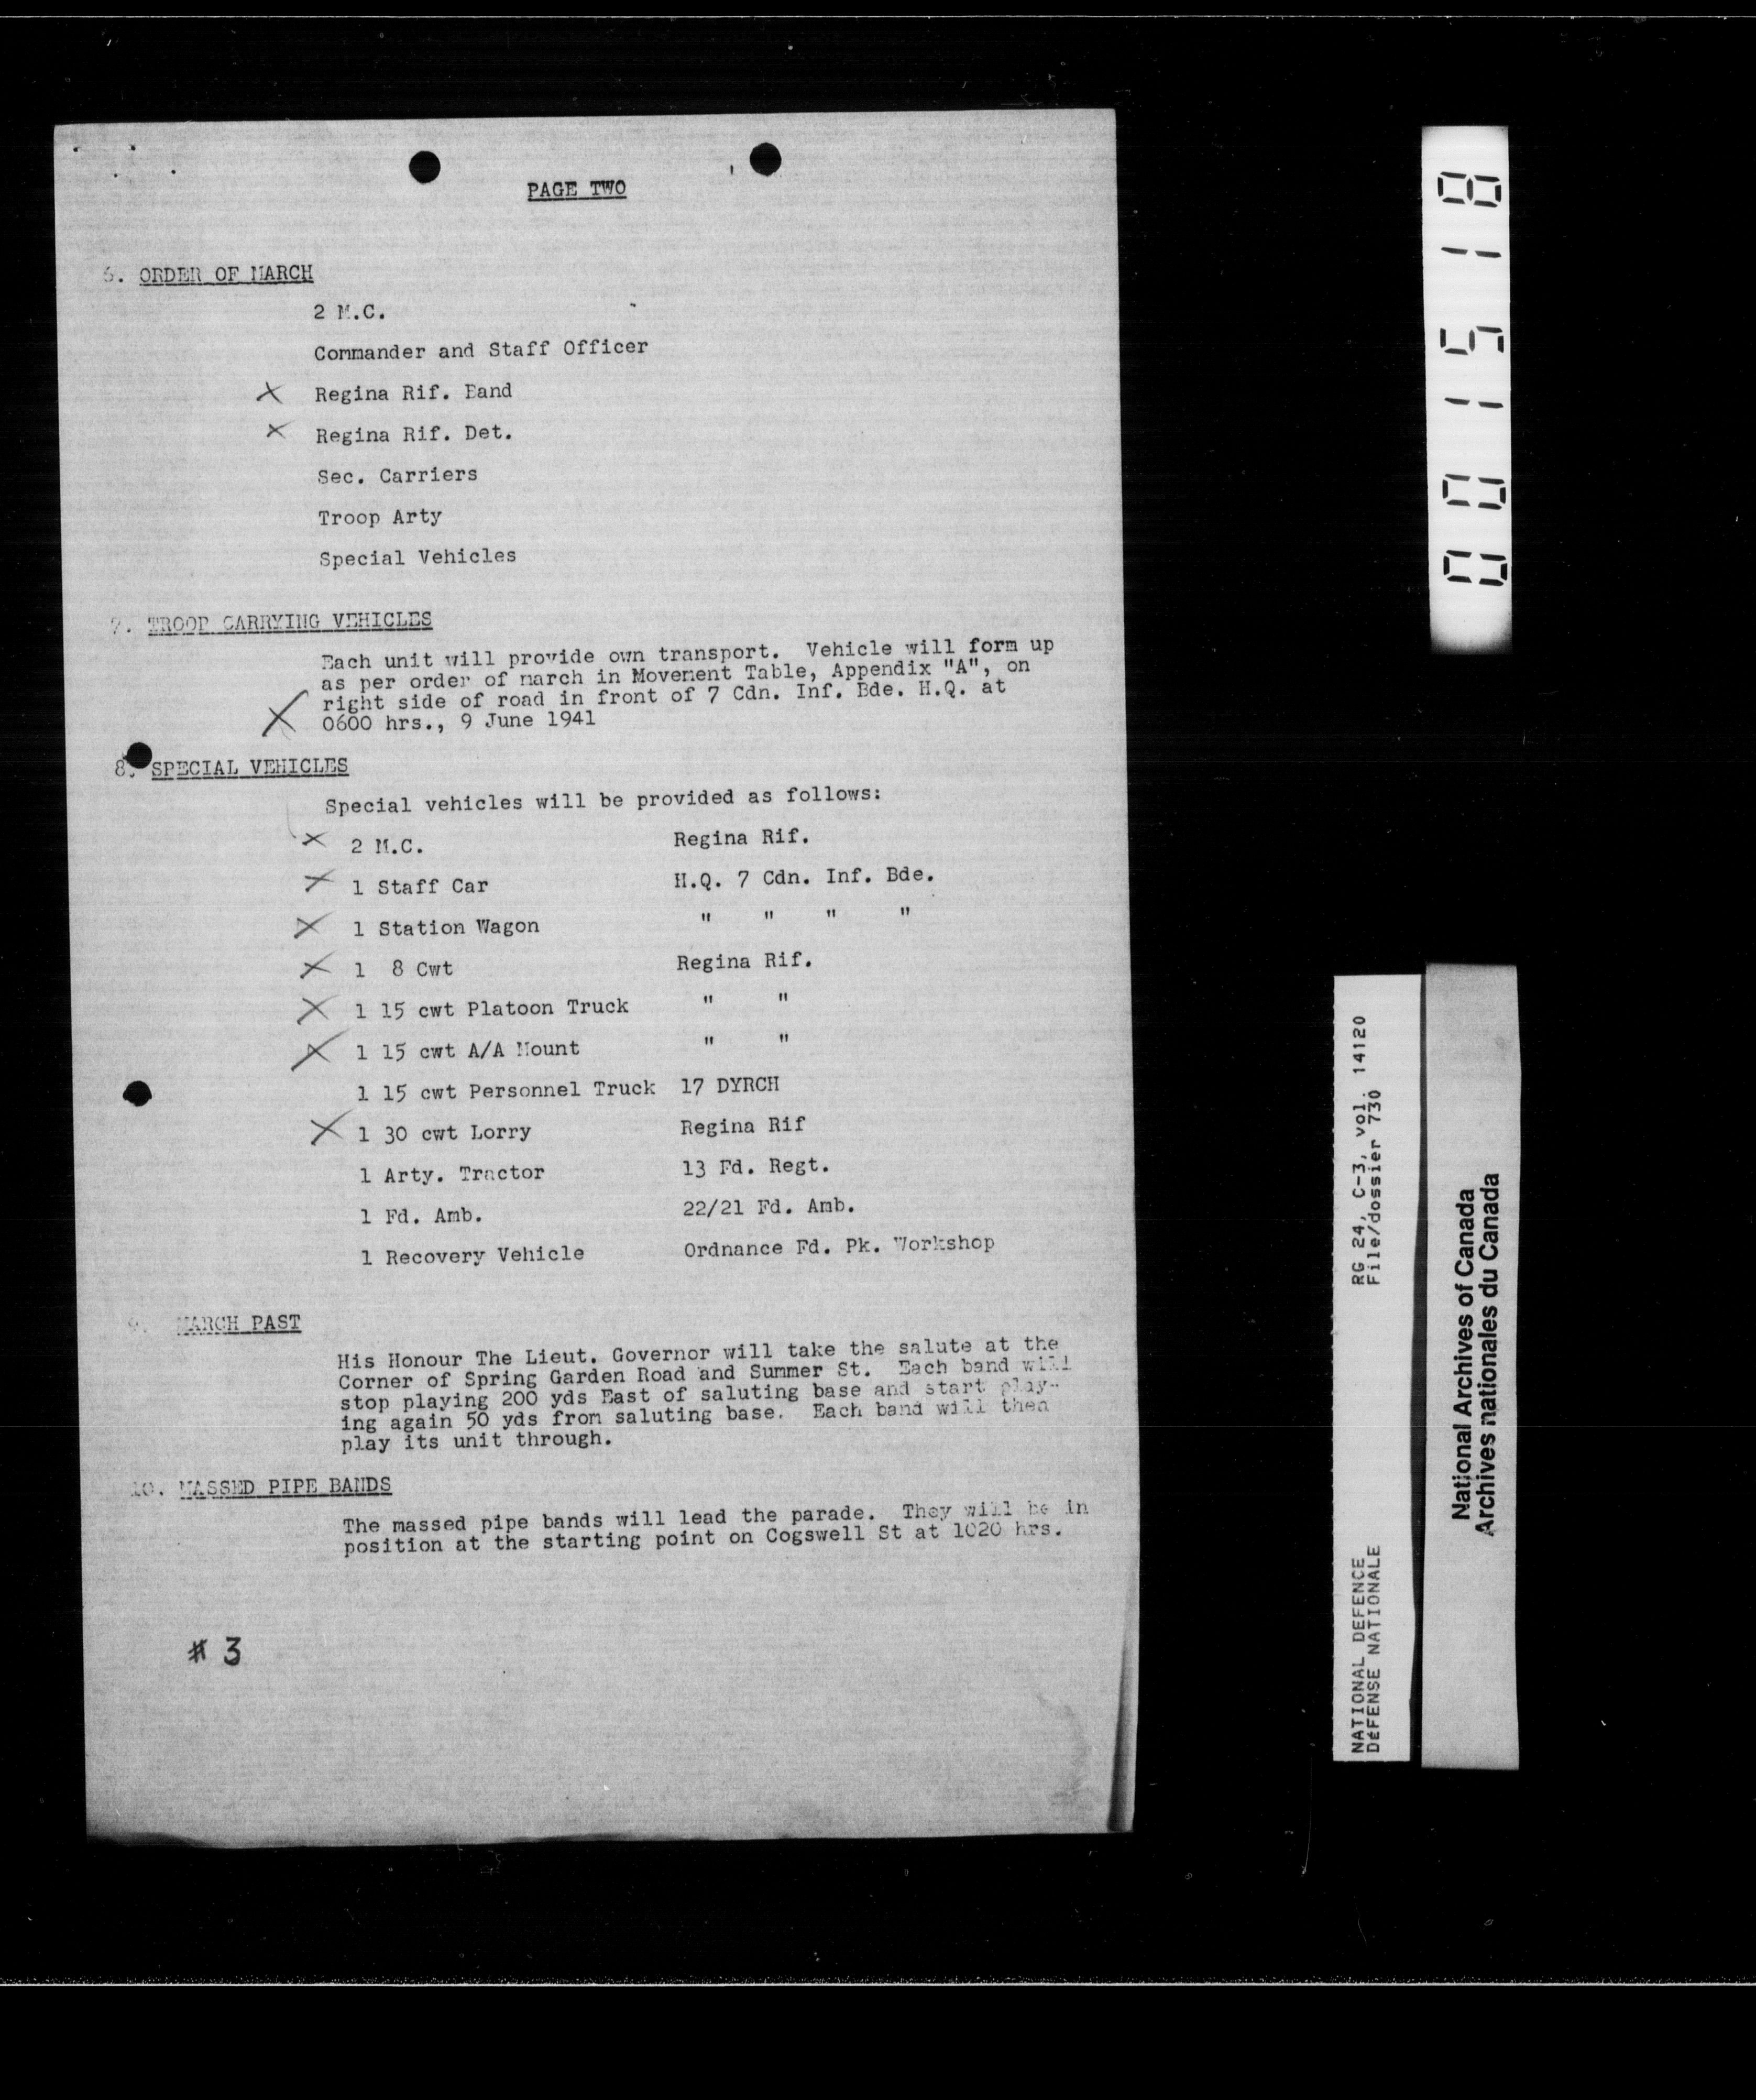 PAGE TWO
6. ORDER OF MARCH
2 M.C.
Commander and Staff Officer
X Regina Rif. Band
X Regina Rif. Det.
Sec. Carriers
Troop Arty
Special Vehicles
7. TROOP CARRYING VEHICLES
Each unit will provide own transport. Vehicle will form up
as per order of march in Movement Table, Appendix "A", on
right side of road in front of 7 Cdn. Inf. Bde. H.Q. at
X 0600 hrs., 9 June 1941
8. SPECIAL VEHICLES
Special vehicles will be provided as follows:
X 2 M.C. Regina Rif.
X 1 Staff Car H.Q. 7 Cdn. Inf. Bde.
X 1 Station Wagon " " " "
X 1 8 Cwt Regina Rif.
X 1 15 cwt Platoon Truck " "
X 1 15 cwt A/A Mount " "
1 15 cwt Personnel Truck 17 DYRCH
X 1 30 cwt Lorry Regina Rif
1 Arty. Tractor 13 Fd. Regt.
1 Fd. Amb. 22/21 Fd. Amb.
1 Recovery Vehicle Ordnance Fd. Pk. Workshop
9. MARCH PAST
His Honour The Lieut. Governor will take the salute at the
Corner of Spring Garden Road and Summer St. Each band will
stop playing 200 yds East of saluting base and start play-
ing again 50 yds from saluting base. Each band will then
play its unit through.
10. MASSED PIPE BANDS
The massed pipe bands will lead the parade. They will be in
position at the starting point on Cogswell St at 1020 hrs.
# 3
001518
NATIONAL DEFENCE RG 24, C-3, vol. 14120
DéFENSE NATIONALE File/dossier 730
National Archives of Canada
Archives nationales du Canada